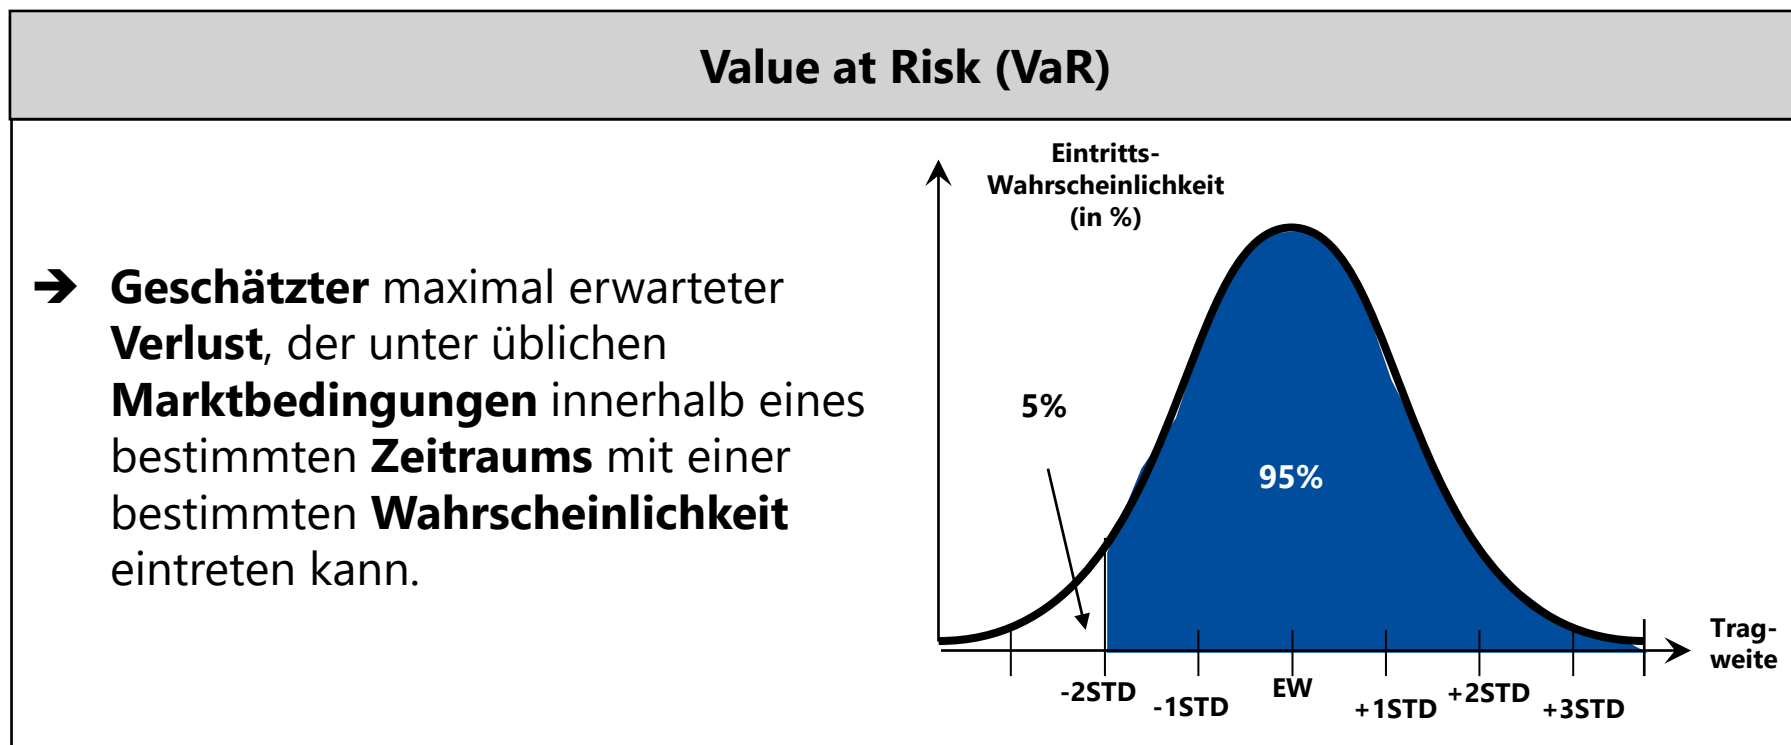 Value at Risk (VaR)
➔ Geschätzter maximal erwarteter
Verlust, der unter üblichen
Marktbedingungen innerhalb eines
bestimmten Zeitraums mit einer
bestimmten Wahrscheinlichkeit
eintreten kann.
Eintritts-
Wahrscheinlichkeit
(in %)
5%
95%
Trag-
weite
-2STD
-1STD
EW
+1STD
+2STD
+3STD